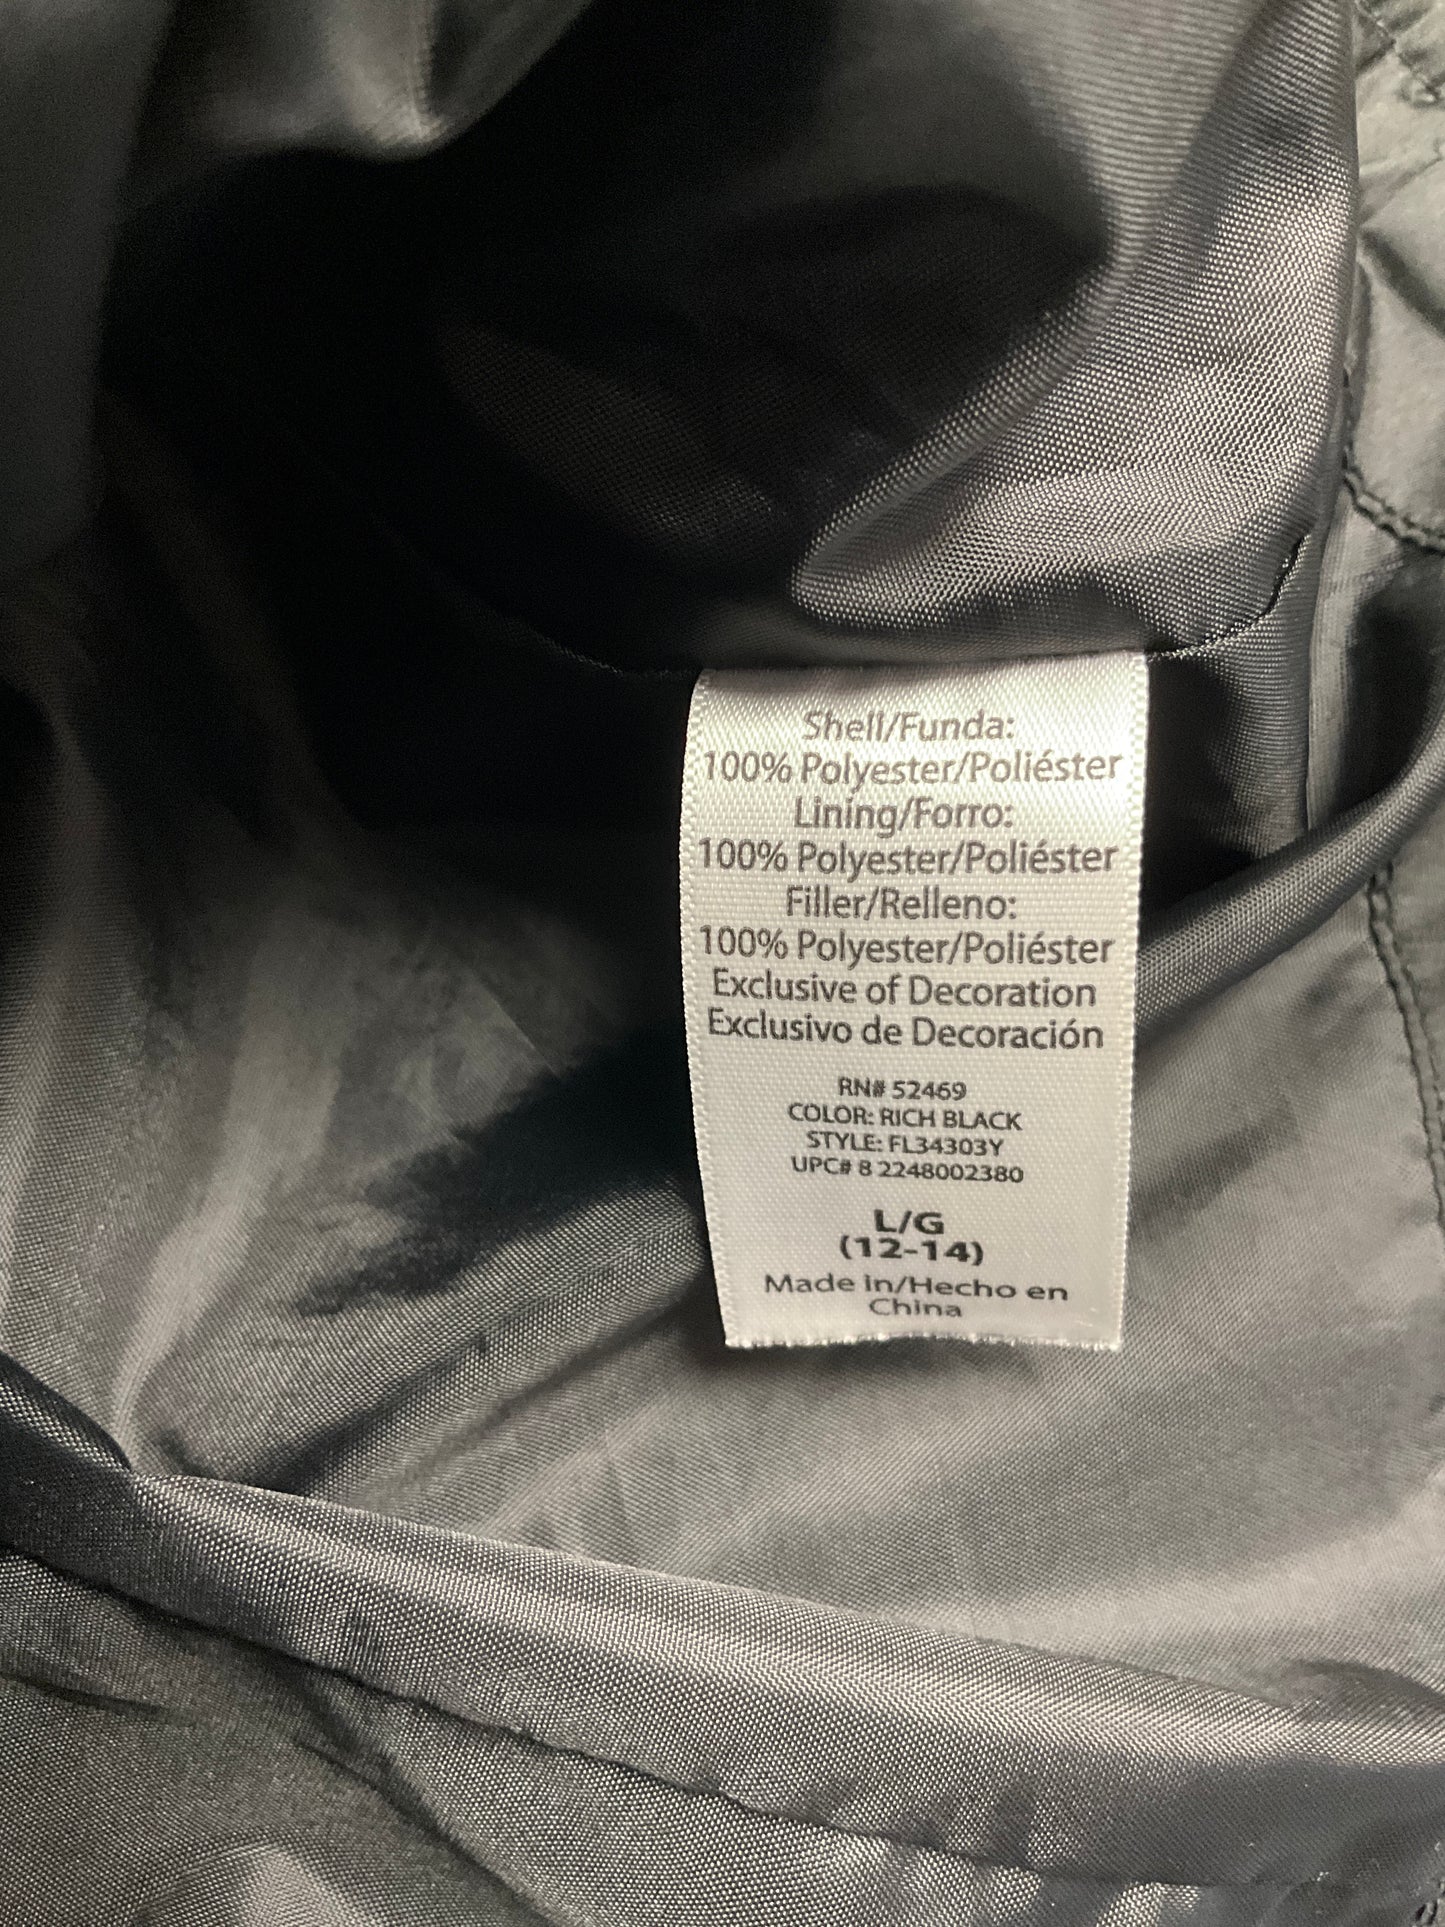 Shell/Funda:
100% Polyester/Poliéster
Lining/Forro:
100% Polyester/Poliéster
Filler/Relleno:
100% Polyester/Poliéster
Exclusive of Decoration
Exclusivo de Decoración
RN# 52469
COLOR: RICH BLACK
STYLE: FL34303Y
UPC# 8 2248002380
L/G
(12-14)
Made in/Hecho en
China